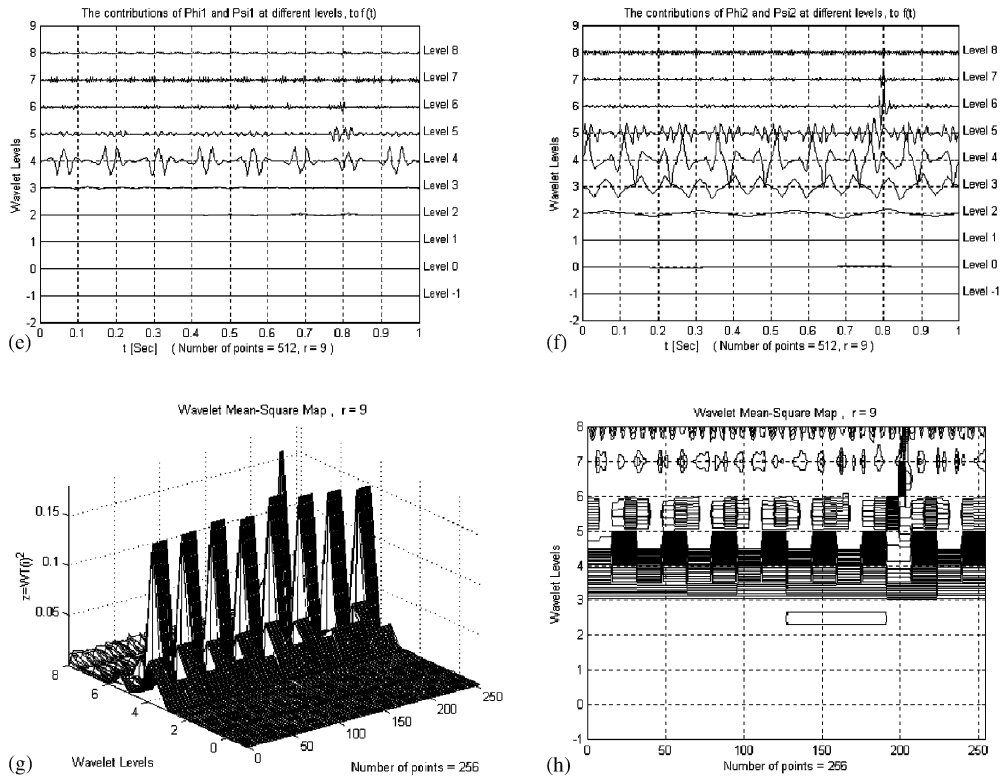 The contributions of Phi1 and Psi1 at different levels, to f(t)
9
8
7
6
5
4
3
2
1
0
-1
-2
Wavelet Levels
Level 8
Level 7
Level 6
Level 5
Level 4
Level 3
Level 2
Level 1
Level 0
Level -1
0 0.1 0.2 0.3 0.4 0.5 0.6 0.7 0.8 0.9 1
t [Sec] ( Number of points = 512, r = 9 )
(e)
The contributions of Phi2 and Psi2 at different levels, to f(t)
9
8
7
6
5
4
3
2
1
0
-1
-2
Wavelet Levels
Level 8
Level 7
Level 6
Level 5
Level 4
Level 3
Level 2
Level 1
Level 0
Level -1
0 0.1 0.2 0.3 0.4 0.5 0.6 0.7 0.8 0.9 1
t [Sec] ( Number of points = 512, r = 9 )
(f)
Wavelet Mean-Square Map , r = 9
0.15
0.1
0.05
z=WT(i)^2
8
6
4
2
0
0
50
100
150
200
250
Wavelet Levels
Number of points = 256
(g)
Wavelet Mean-Square Map , r = 9
8
7
6
5
4
3
2
1
0
-1
Wavelet Levels
0 50 100 150 200 250
Number of points = 256
(h)